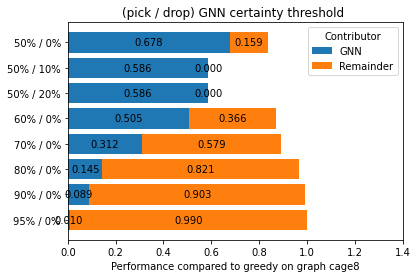 (pick / drop) GNN certainty threshold
Contributor
GNN
Remainder
50% / 0% 0.678 0.159
50% / 10% 0.586 0.000
50% / 20% 0.586 0.000
60% / 0% 0.505 0.366
70% / 0% 0.312 0.579
80% / 0% 0.145 0.821
90% / 0% 0.089 0.903
95% / 0% 0.010 0.990
0.0 0.2 0.4 0.6 0.8 1.0 1.2 1.4
Performance compared to greedy on graph cage8